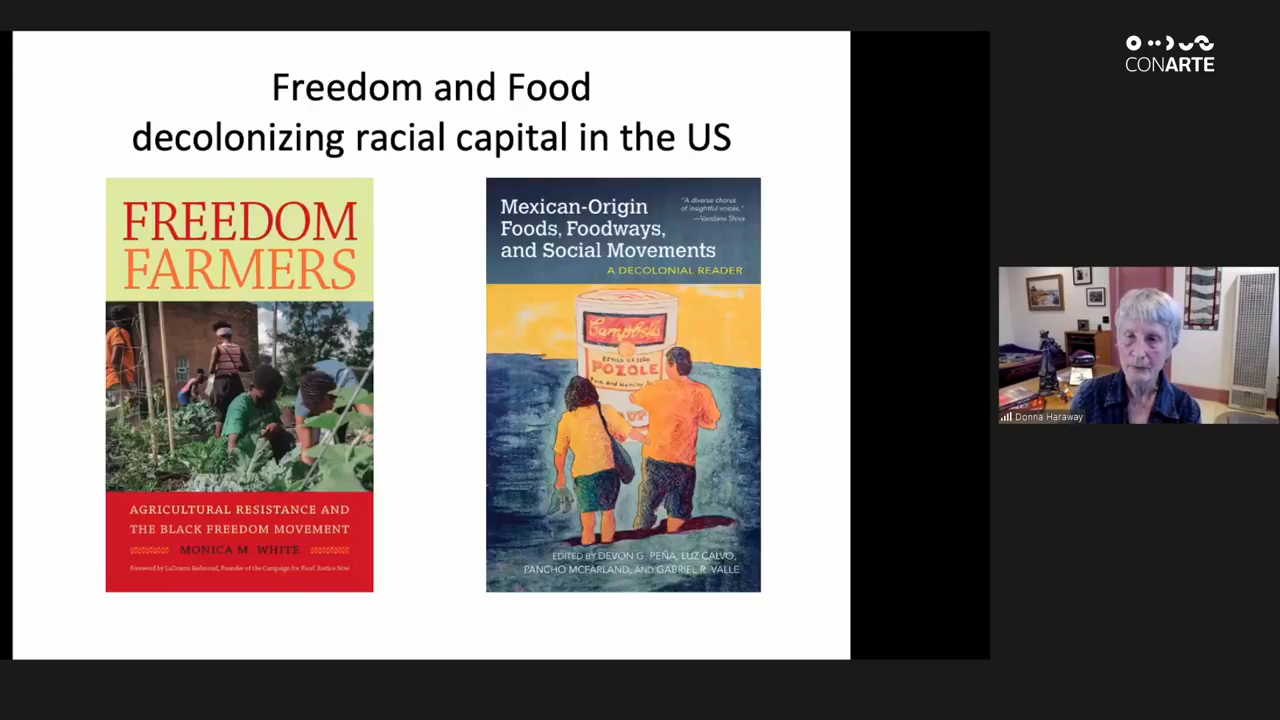 CONARTE
Freedom and Food
decolonizing racial capital in the US
FREEDOM
FARMERS
AGRICULTURAL RESISTANCE AND
THE BLACK FREEDOM MOVEMENT
MONICA M. WHITE
Foreword by LaDonna Redmond, Founder of the Campaign for Food Justice Now
Mexican-Origin
Foods, Foodways,
and Social Movements
"A diverse chorus
of insightful voices."
—Vandana Shiva
A DECOLONIAL READER
Campbell's
POZOLE
EDITED BY DEVON G. PEÑA, LUZ CALVO,
PANCHO MCFARLAND, AND GABRIEL R. VALLE
Donna Haraway